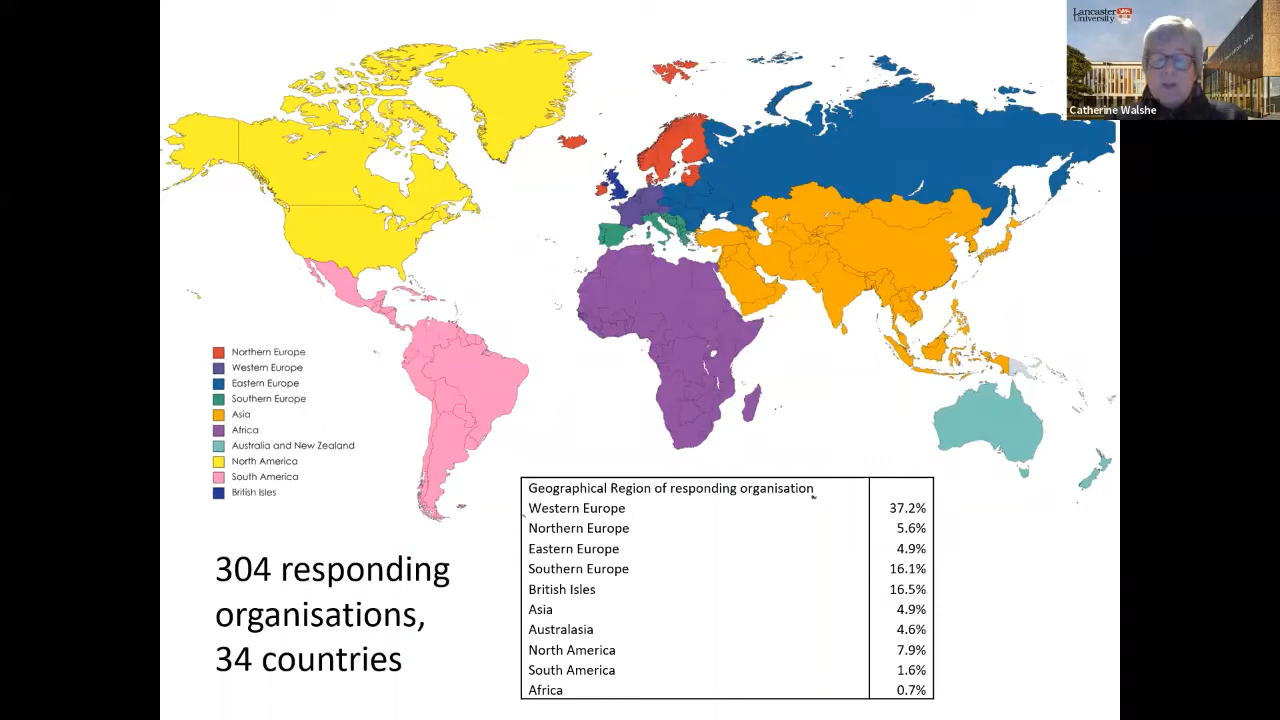 Lancaster
University
Catherine Walshe
Northern Europe
Western Europe
Eastern Europe
Southern Europe
Asia
Africa
Australia and New Zealand
North America
South America
British Isles
304 responding
organisations,
34 countries
Geographical Region of responding organisation
Western Europe 37.2%
Northern Europe 5.6%
Eastern Europe 4.9%
Southern Europe 16.1%
British Isles 16.5%
Asia 4.9%
Australasia 4.6%
North America 7.9%
South America 1.6%
Africa 0.7%